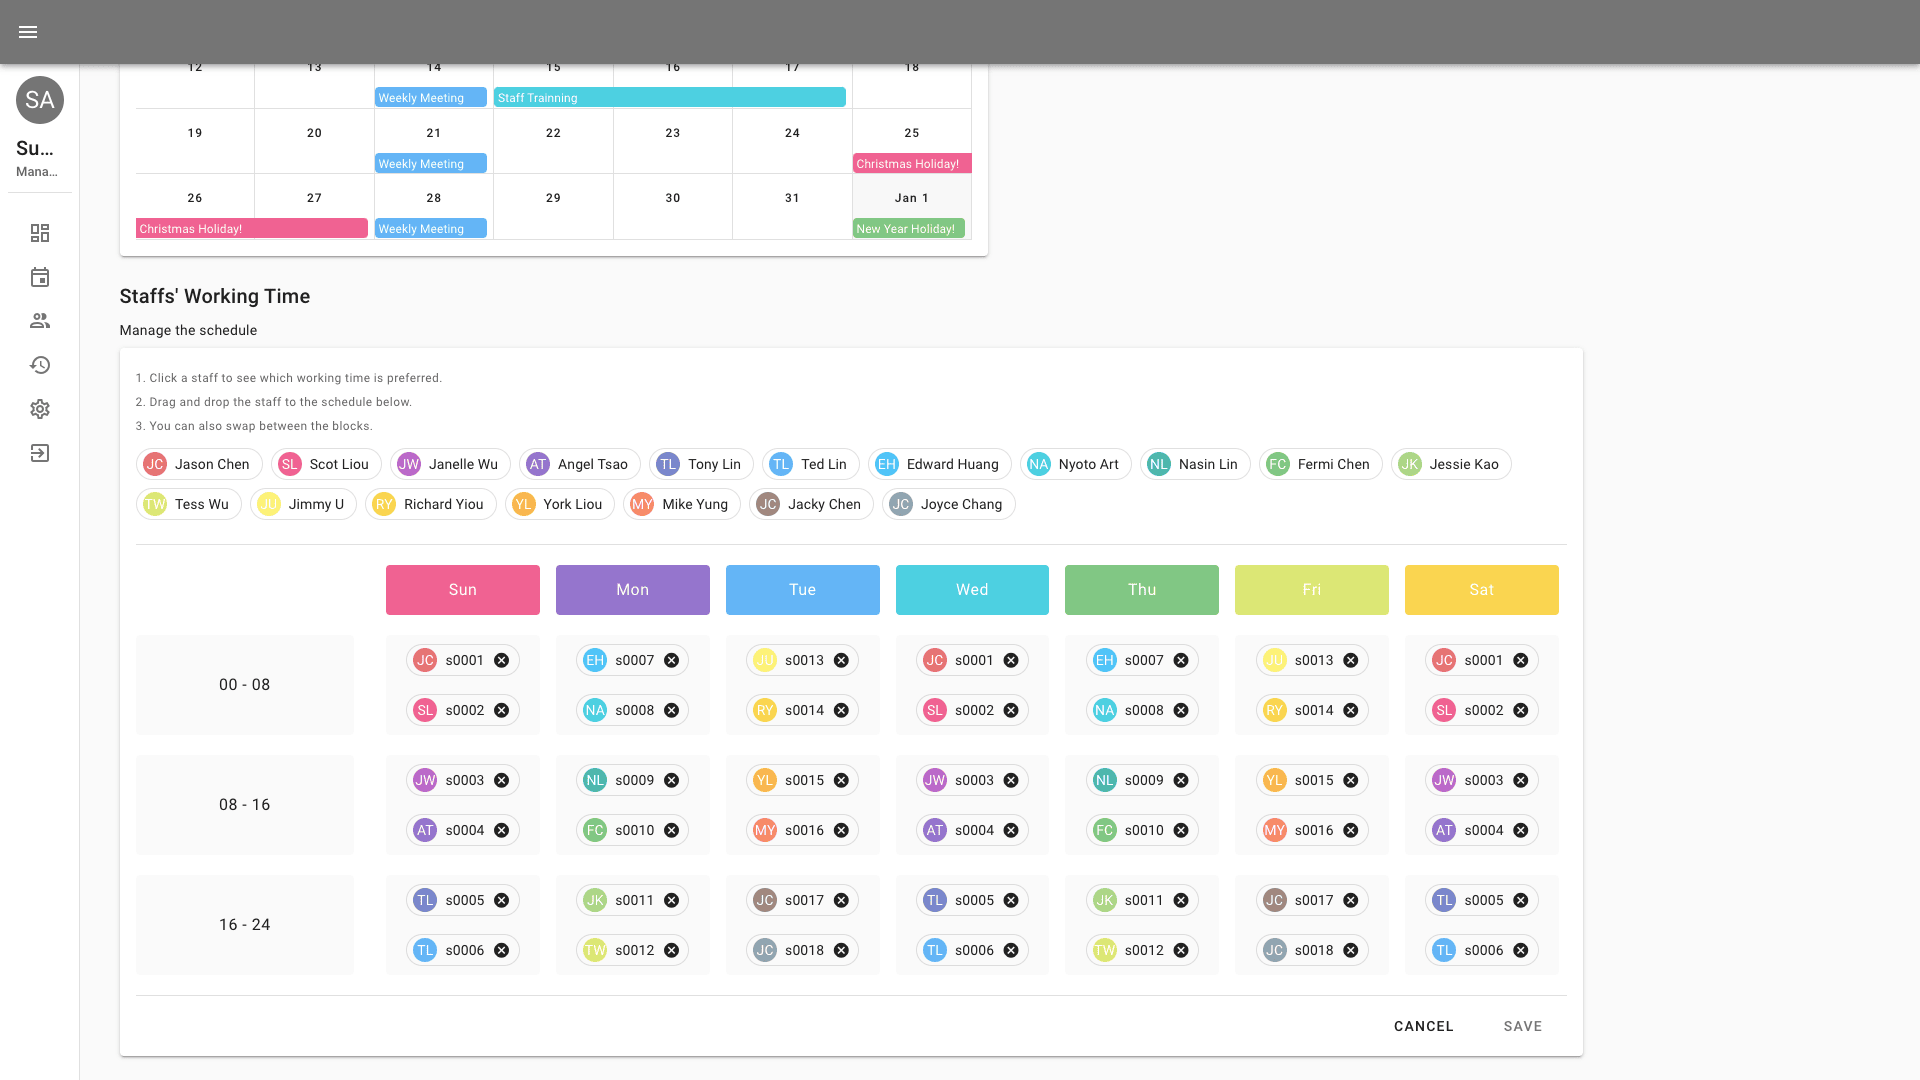 12 13 14 15 16 17 18
Weekly Meeting Staff Trainning
19 20 21 22 23 24 25
Weekly Meeting Christmas Holiday!
26 27 28 29 30 31 Jan 1
Christmas Holiday! Weekly Meeting New Year Holiday!
SA
Su...
Mana...
Staffs' Working Time
Manage the schedule
1. Click a staff to see which working time is preferred.
2. Drag and drop the staff to the schedule below.
3. You can also swap between the blocks.
JC Jason Chen SL Scot Liou JW Janelle Wu AT Angel Tsao TL Tony Lin TL Ted Lin EH Edward Huang NA Nyoto Art NL Nasin Lin FC Fermi Chen JK Jessie Kao
TW Tess Wu JU Jimmy U RY Richard Yiou YL York Liou MY Mike Yung JC Jacky Chen JC Joyce Chang
Sun Mon Tue Wed Thu Fri Sat
00 - 08
JC s0001 EH s0007 JU s0013 JC s0001 EH s0007 JU s0013 JC s0001
SL s0002 NA s0008 RY s0014 SL s0002 NA s0008 RY s0014 SL s0002
08 - 16
JW s0003 NL s0009 YL s0015 JW s0003 NL s0009 YL s0015 JW s0003
AT s0004 FC s0010 MY s0016 AT s0004 FC s0010 MY s0016 AT s0004
16 - 24
TL s0005 JK s0011 JC s0017 TL s0005 JK s0011 JC s0017 TL s0005
TL s0006 TW s0012 JC s0018 TL s0006 TW s0012 JC s0018 TL s0006
CANCEL SAVE